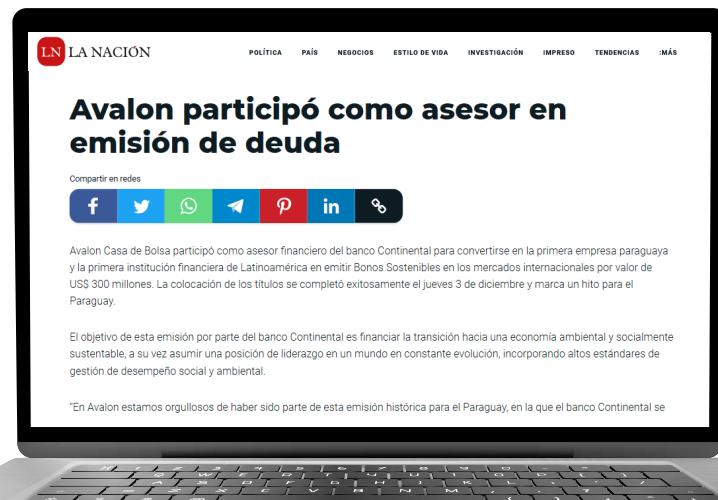 LN LA NACIÓN
POLÍTICA PAÍS NEGOCIOS ESTILO DE VIDA INVESTIGACIÓN IMPRESO TENDENCIAS :MÁS
Avalon participó como asesor en
emisión de deuda
Compartir en redes
Avalon Casa de Bolsa participó como asesor financiero del banco Continental para convertirse en la primera empresa paraguaya
y la primera institución financiera de Latinoamérica en emitir Bonos Sostenibles en los mercados internacionales por valor de
US$ 300 millones. La colocación de los títulos se completó exitosamente el jueves 3 de diciembre y marca un hito para el
Paraguay.
El objetivo de esta emisión por parte del banco Continental es financiar la transición hacia una economía ambiental y socialmente
sustentable, a su vez asumir una posición de liderazgo en un mundo en constante evolución, incorporando altos estándares de
gestión de desempeño social y ambiental.
"En Avalon estamos orgullosos de haber sido parte de esta emisión histórica para el Paraguay, en la que el banco Continental se